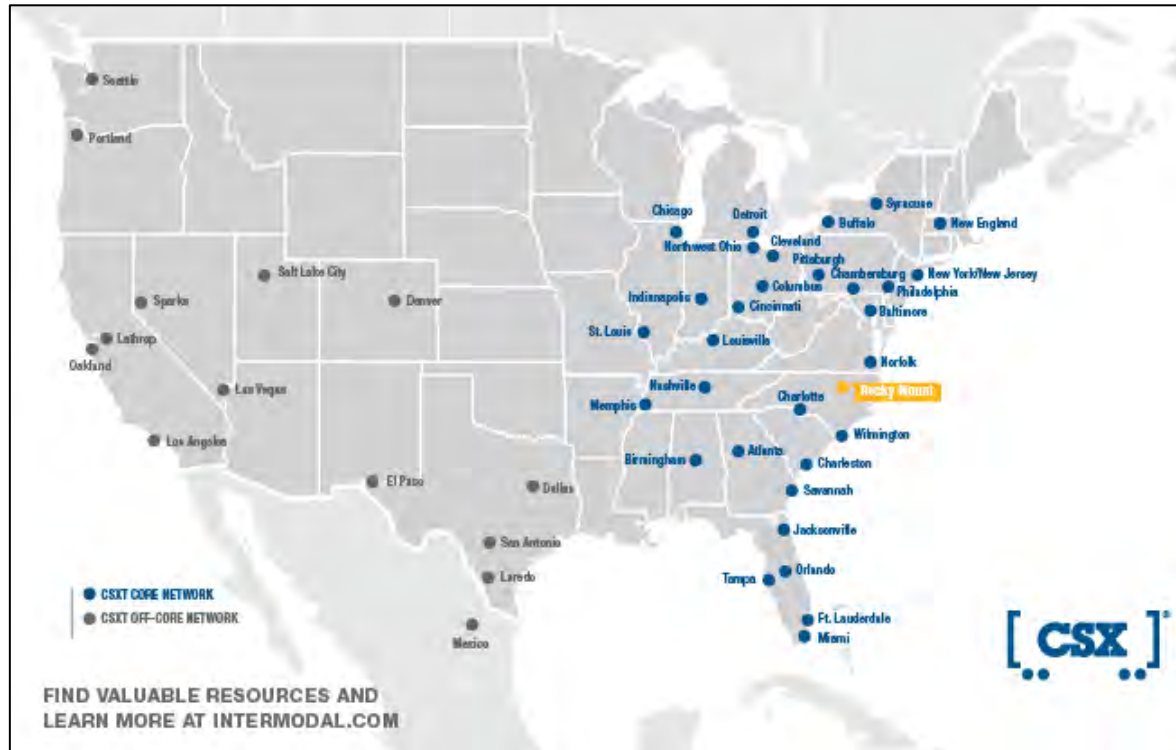 Seattle
Portland
Chicago
Detroit
Syracuse
Buffalo
New England
Northwest Ohio
Cleveland
Pittsburgh
Salt Lake City
Chambersburg
New York/New Jersey
Columbus
Philadelphia
Sparks
Denver
Indianapolis
Cincinnati
Baltimore
Lathrop
St. Louis
Louisville
Oakland
Norfolk
Las Vegas
Nashville
Rocky Mount
Charlotte
Memphis
Wilmington
Los Angeles
Birmingham
Atlanta
Charleston
El Paso
Dallas
Savannah
Jacksonville
San Antonio
Orlando
Laredo
Tampa
CSXT CORE NETWORK
CSXT OFF-CORE NETWORK
Ft. Lauderdale
Mexico
Miami
[CSX]®
FIND VALUABLE RESOURCES AND
LEARN MORE AT INTERMODAL.COM